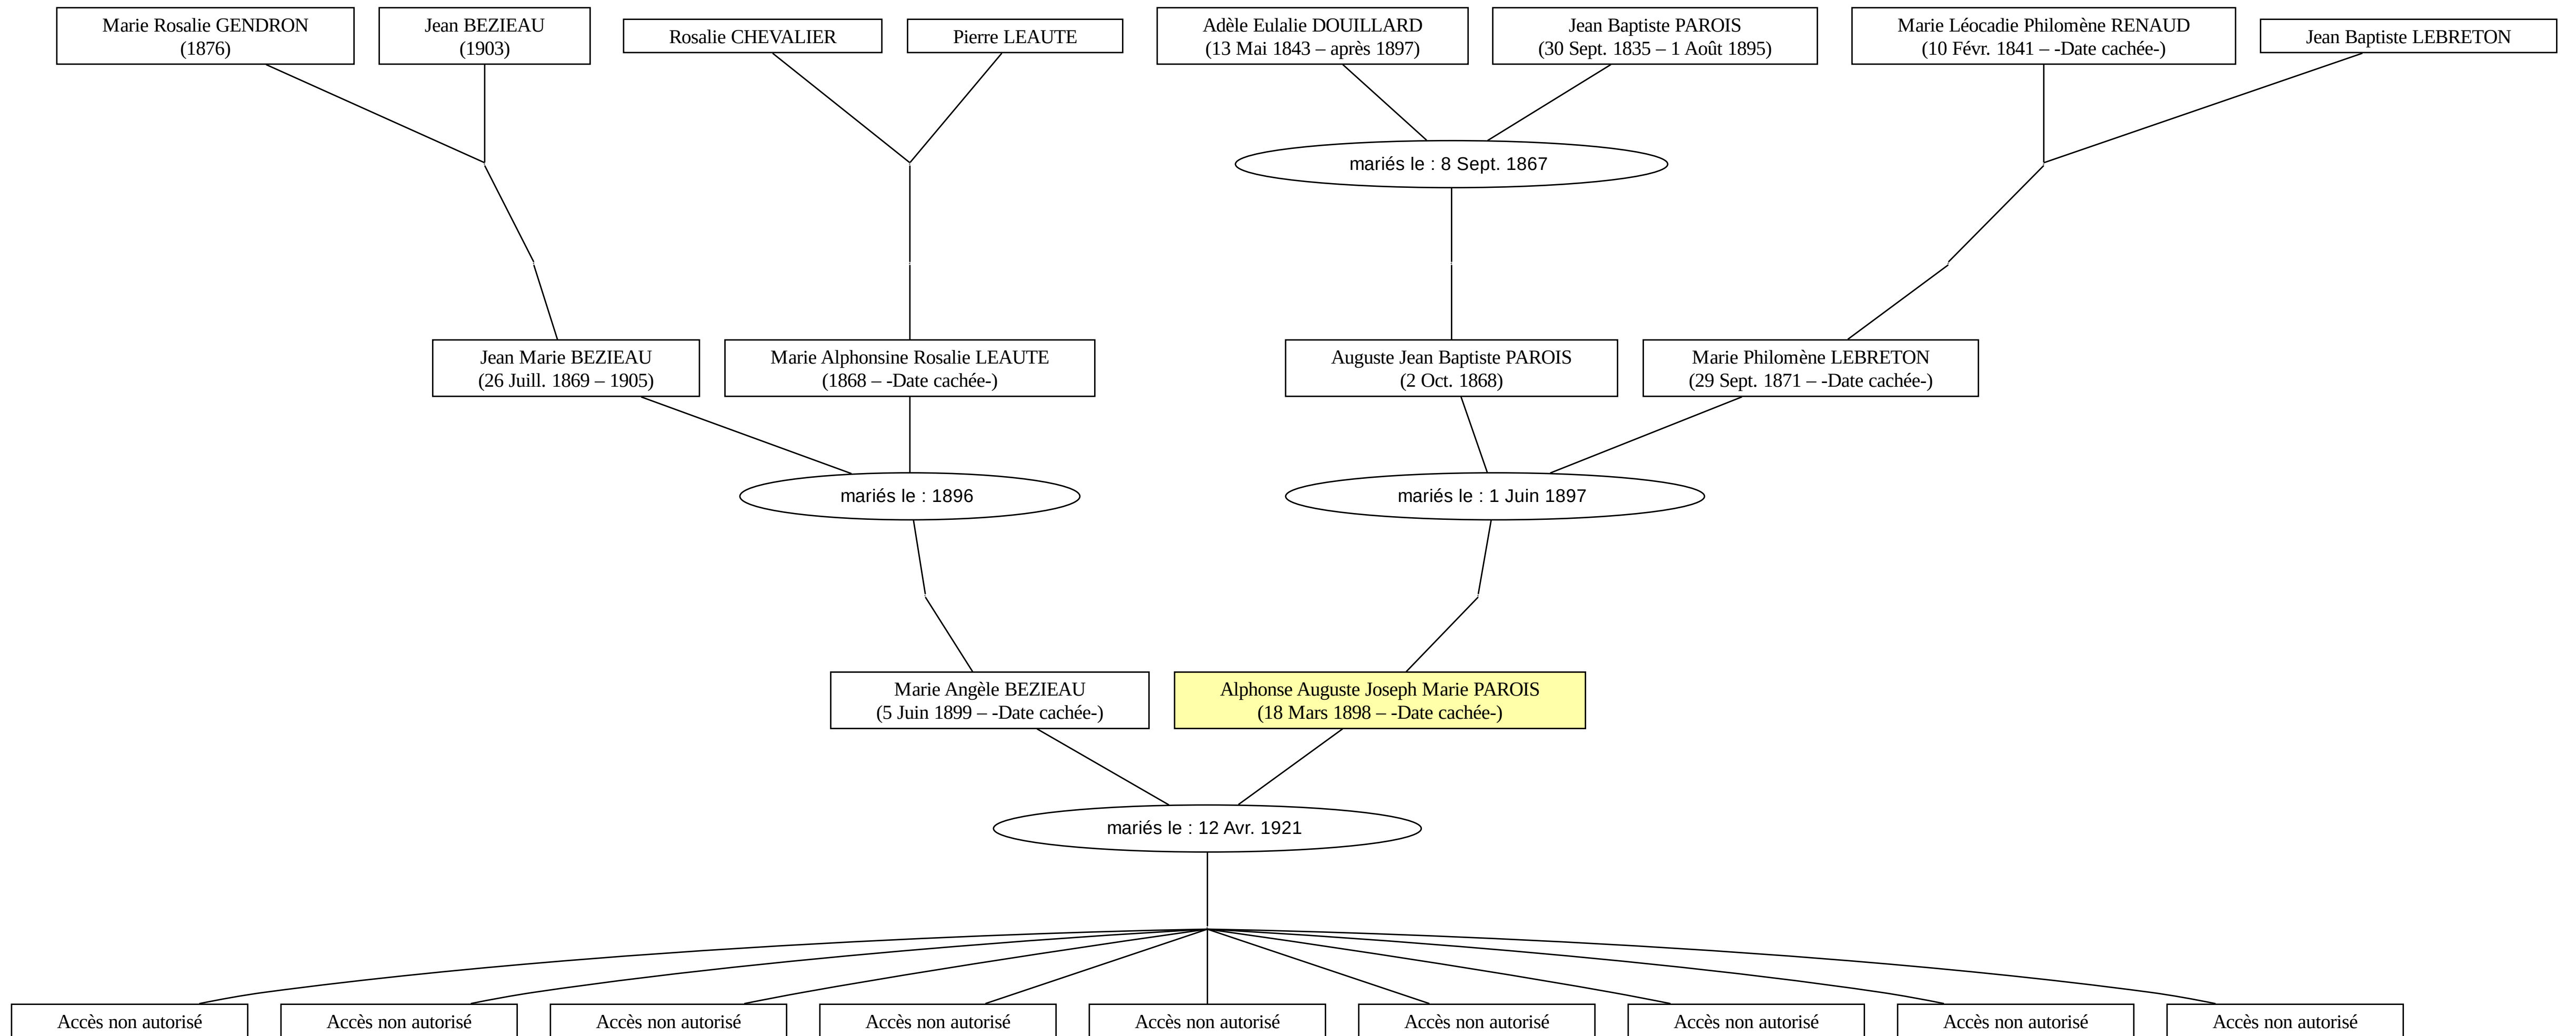 Marie Rosalie GENDRON
(1876)
Jean BEZIEAU
(1903)
Rosalie CHEVALIER
Pierre LEAUTE
Adèle Eulalie DOUILLARD
(13 Mai 1843 – après 1897)
Jean Baptiste PAROIS
(30 Sept. 1835 – 1 Août 1895)
Marie Léocadie Philomène RENAUD
(10 Févr. 1841 – -Date cachée-)
Jean Baptiste LEBRETON
mariés le : 8 Sept. 1867
Jean Marie BEZIEAU
(26 Juill. 1869 – 1905)
Marie Alphonsine Rosalie LEAUTE
(1868 – -Date cachée-)
Auguste Jean Baptiste PAROIS
(2 Oct. 1868)
Marie Philomène LEBRETON
(29 Sept. 1871 – -Date cachée-)
mariés le : 1896
mariés le : 1 Juin 1897
Marie Angèle BEZIEAU
(5 Juin 1899 – -Date cachée-)
Alphonse Auguste Joseph Marie PAROIS
(18 Mars 1898 – -Date cachée-)
mariés le : 12 Avr. 1921
Accès non autorisé
Accès non autorisé
Accès non autorisé
Accès non autorisé
Accès non autorisé
Accès non autorisé
Accès non autorisé
Accès non autorisé
Accès non autorisé